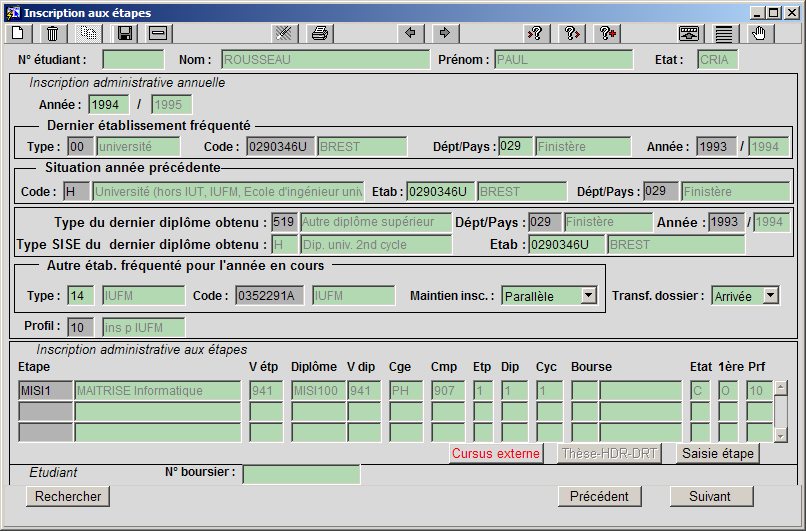 Inscription aux étapes
N° étudiant : Nom : ROUSSEAU Prénom : PAUL Etat : CRIA
Inscription administrative annuelle
Année : 1994 / 1995
Dernier établissement fréquenté
Type : 00 université Code : 0290346U BREST Dépt/Pays : 029 Finistère Année : 1993 / 1994
Situation année précédente
Code : H Université (hors IUT, IUFM, Ecole d'ingénieur univ Etab : 0290346U BREST Dépt/Pays : 029 Finistère
Type du dernier diplôme obtenu : 519 Autre diplôme supérieur Dépt/Pays : 029 Finistère Année : 1993 / 1994
Type SISE du dernier diplôme obtenu : H Dip. univ. 2nd cycle Etab : 0290346U BREST
Autre étab. fréquenté pour l'année en cours
Type : 14 IUFM Code : 0352291A IUFM Maintien insc. : Parallèle Transf. dossier : Arrivée
Profil : 10 ins p IUFM
Inscription administrative aux étapes
Etape V étp Diplôme V dip Cge Cmp Etp Dip Cyc Bourse Etat 1ère Prf
MISI1 MAITRISE Informatique 941 MISI100 941 PH 907 1 1 1 C O 10
Cursus externe Thèse-HDR-DRT Saisie étape
Etudiant N° boursier :
Rechercher Précédent Suivant